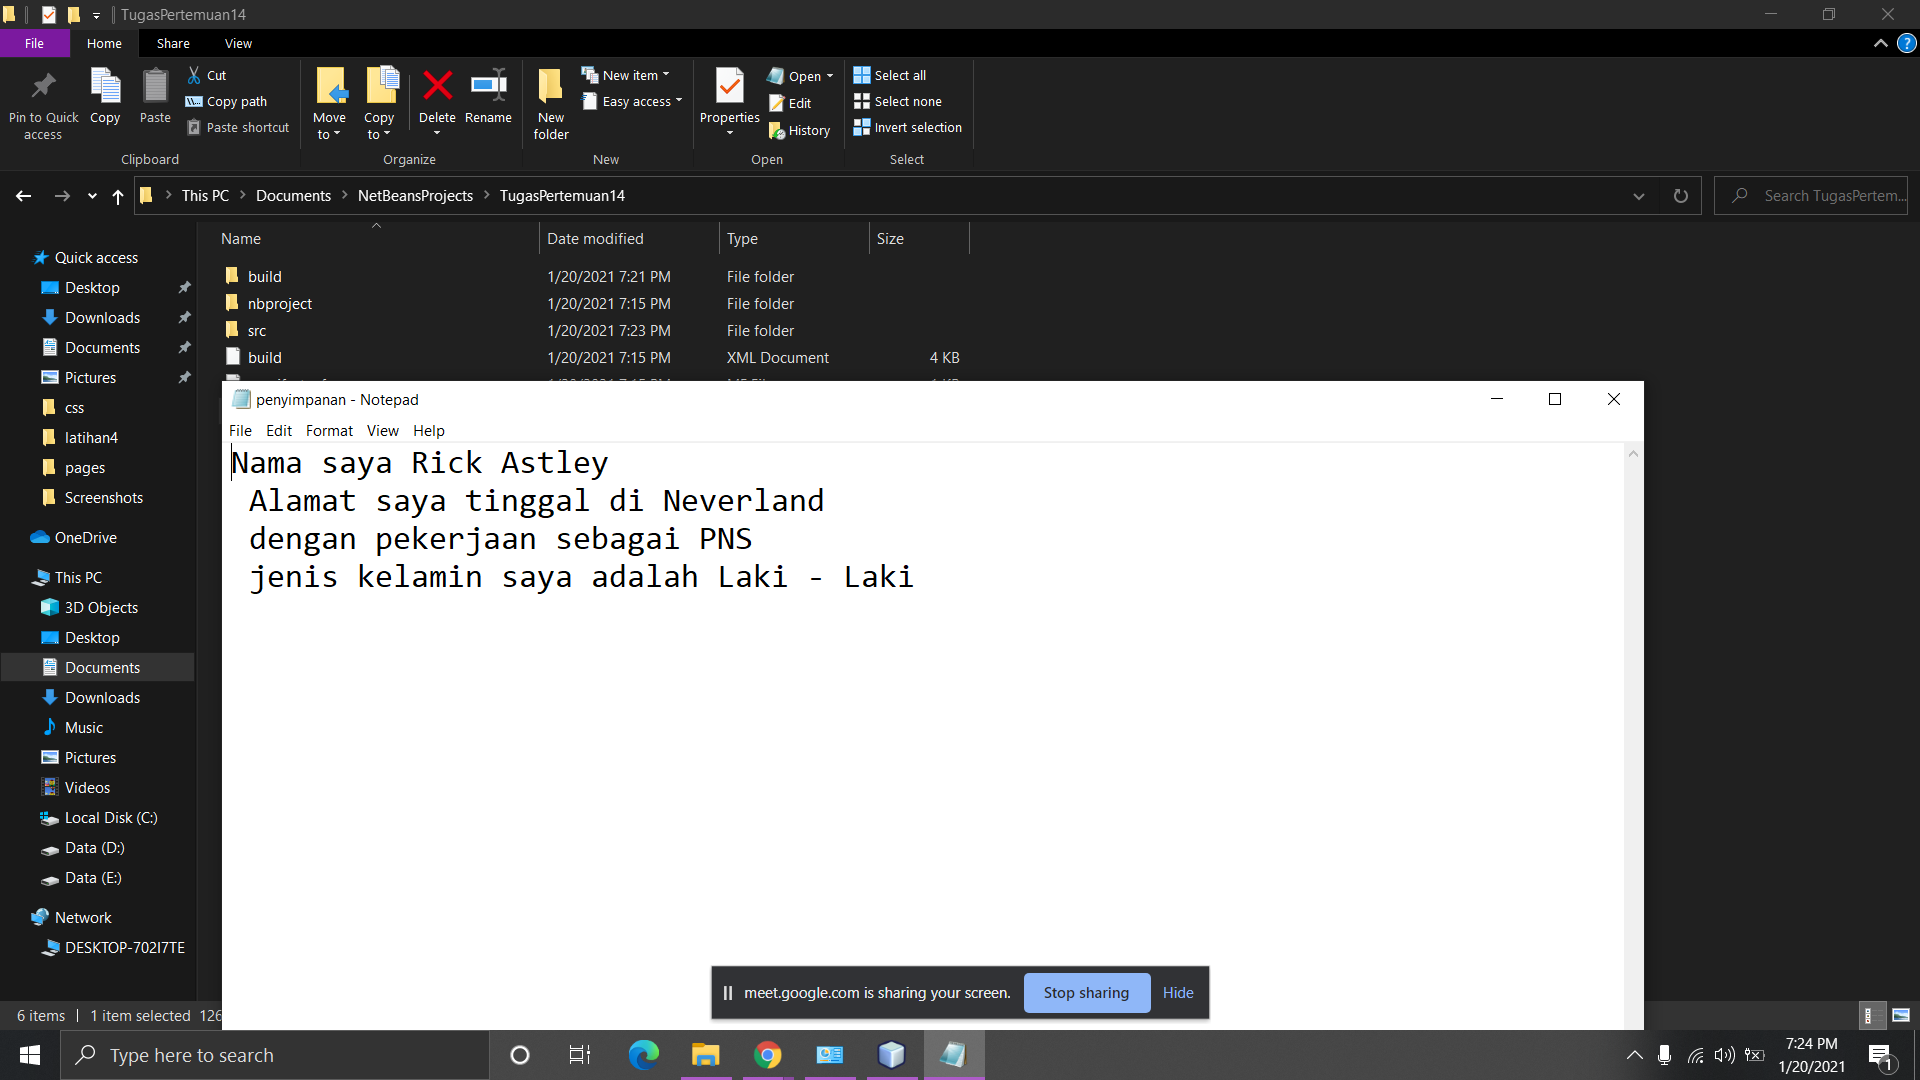 TugasPertemuan14
File Home Share View
Pin to Quick access
Copy
Paste
Cut
Copy path
Paste shortcut
Clipboard
Move to
Copy to
Delete
Rename
Organize
New folder
New item
Easy access
New
Properties
Open
Edit
History
Open
Select all
Select none
Invert selection
Select
This PC Documents NetBeansProjects TugasPertemuan14
Search TugasPertem...
Name Date modified Type Size
build 1/20/2021 7:21 PM File folder
nbproject 1/20/2021 7:15 PM File folder
src 1/20/2021 7:23 PM File folder
build 1/20/2021 7:15 PM XML Document 4 KB
Quick access
Desktop
Downloads
Documents
Pictures
css
latihan4
pages
Screenshots
OneDrive
This PC
3D Objects
Desktop
Documents
Downloads
Music
Pictures
Videos
Local Disk (C:)
Data (D:)
Data (E:)
Network
DESKTOP-702I7TE
penyimpanan - Notepad
File Edit Format View Help
Nama saya Rick Astley
Alamat saya tinggal di Neverland
dengan pekerjaan sebagai PNS
jenis kelamin saya adalah Laki - Laki
meet.google.com is sharing your screen. Stop sharing Hide
6 items 1 item selected 126
Type here to search
7:24 PM
1/20/2021
1